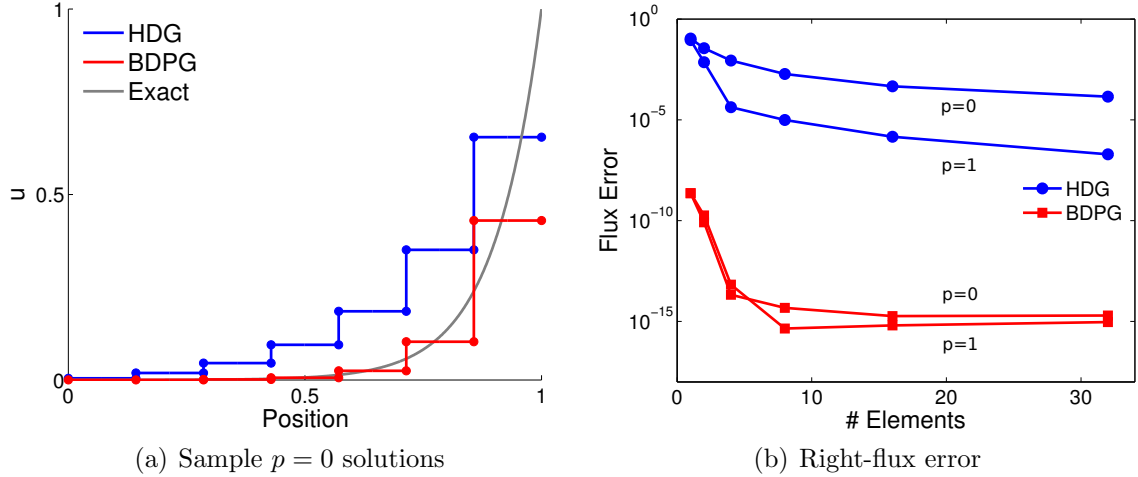 1
HDG
BDPG
Exact
u
0.5
0
0
0.5
1
Position
(a) Sample p = 0 solutions
10^0
10^-5
10^-10
10^-15
Flux Error
p=0
p=1
HDG
BDPG
p=0
p=1
0
10
20
30
# Elements
(b) Right-flux error